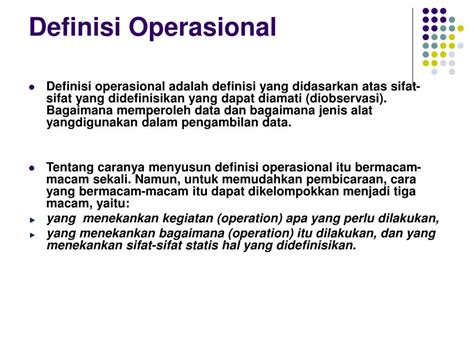 Definisi Operasional
Definisi operasional adalah definisi yang didasarkan atas sifat-
sifat yang didefinisikan yang dapat diamati (diobservasi).
Bagaimana memperoleh data dan bagaimana jenis alat
yangdigunakan dalam pengambilan data.
Tentang caranya menyusun definisi operasional itu bermacam-
macam sekali. Namun, untuk memudahkan pembicaraan, cara
yang bermacam-macam itu dapat dikelompokkan menjadi tiga
macam, yaitu:
yang menekankan kegiatan (operation) apa yang perlu dilakukan,
yang menekankan bagaimana (operation) itu dilakukan, dan yang
menekankan sifat-sifat statis hal yang didefinisikan.